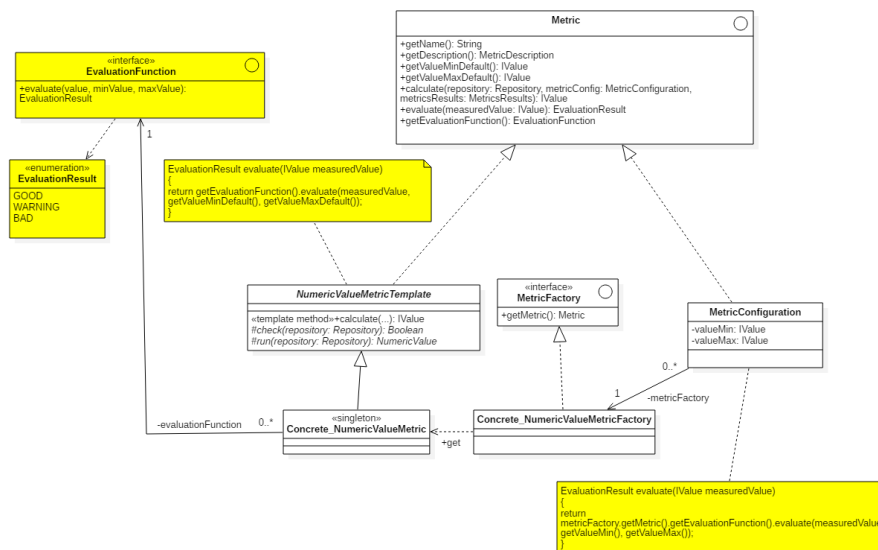 Metric
+getName(): String
+getDescription(): MetricDescription
+getValueMinDefault(): IValue
+getValueMaxDefault(): IValue
+calculate(repository: Repository, metricConfig: MetricConfiguration,
metricsResults: MetricsResults): IValue
+evaluate(measuredValue: IValue): EvaluationResult
+getEvaluationFunction(): EvaluationFunction
«interface»
EvaluationFunction
+evaluate(value, minValue, maxValue):
EvaluationResult
1
«enumeration»
EvaluationResult
GOOD
WARNING
BAD
EvaluationResult evaluate(IValue measuredValue)
{
return getEvaluationFunction().evaluate(measuredValue,
getValueMinDefault(), getValueMaxDefault());
}
NumericValueMetricTemplate
«template method»+calculate(...): IValue
#check(repository: Repository): Boolean
#run(repository: Repository): NumericValue
«interface»
MetricFactory
+getMetric(): Metric
MetricConfiguration
-valueMin: IValue
-valueMax: IValue
0..*
1
-metricFactory
-evaluationFunction
0..*
«singleton»
Concrete_NumericValueMetric
+get
Concrete_NumericValueMetricFactory
EvaluationResult evaluate(IValue measuredValue)
{
return
metricFactory.getMetric().getEvaluationFunction().evaluate(measuredValue
getValueMin(), getValueMax());
}